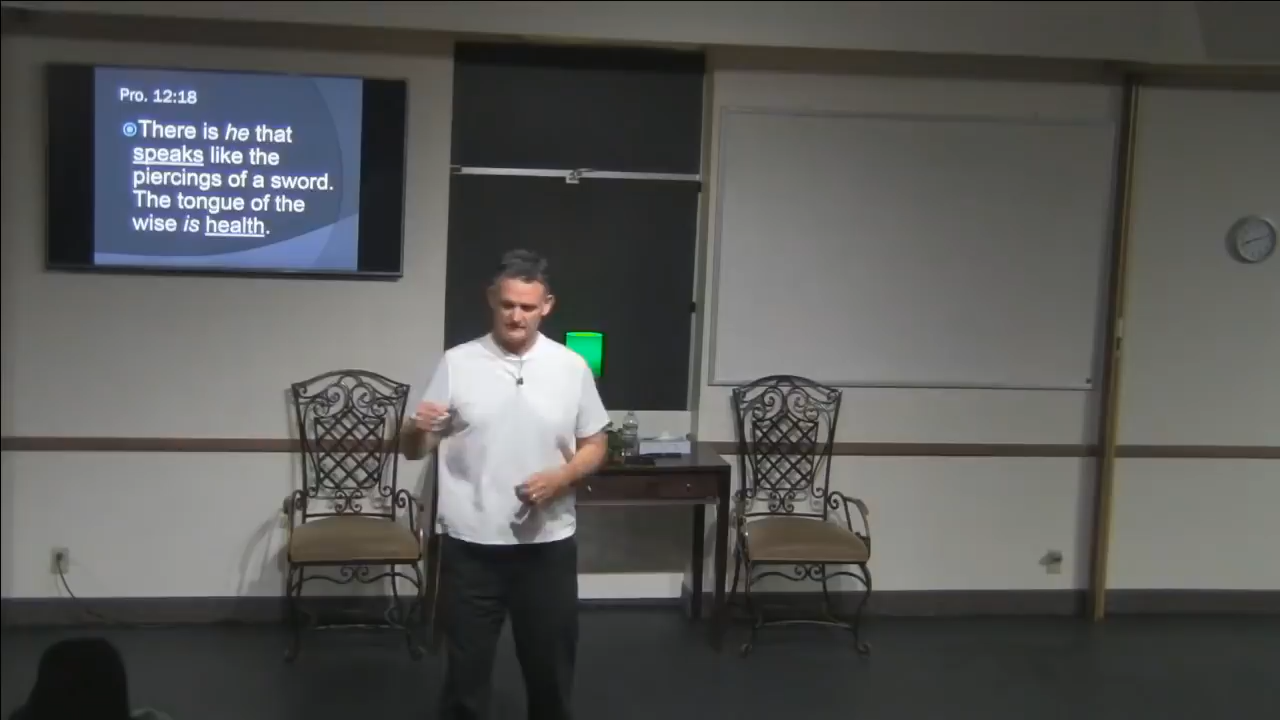 Pro. 12:18
There is he that
speaks like the
piercings of a sword.
The tongue of the
wise is health.